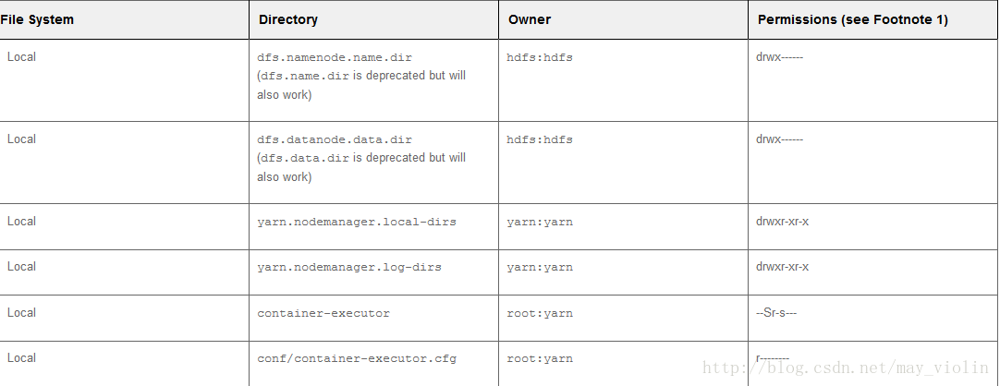 File System Directory Owner Permissions (see Footnote 1)
Local dfs.namenode.name.dir hdfs:hdfs drwx------
(dfs.name.dir is deprecated but will
also work)
Local dfs.datanode.data.dir hdfs:hdfs drwx------
(dfs.data.dir is deprecated but will
also work)
Local yarn.nodemanager.local-dirs yarn:yarn drwxr-xr-x
Local yarn.nodemanager.log-dirs yarn:yarn drwxr-xr-x
Local container-executor root:yarn --Sr-s---
Local conf/container-executor.cfg root:yarn r--------
http://blog.csdn.net/may_violin